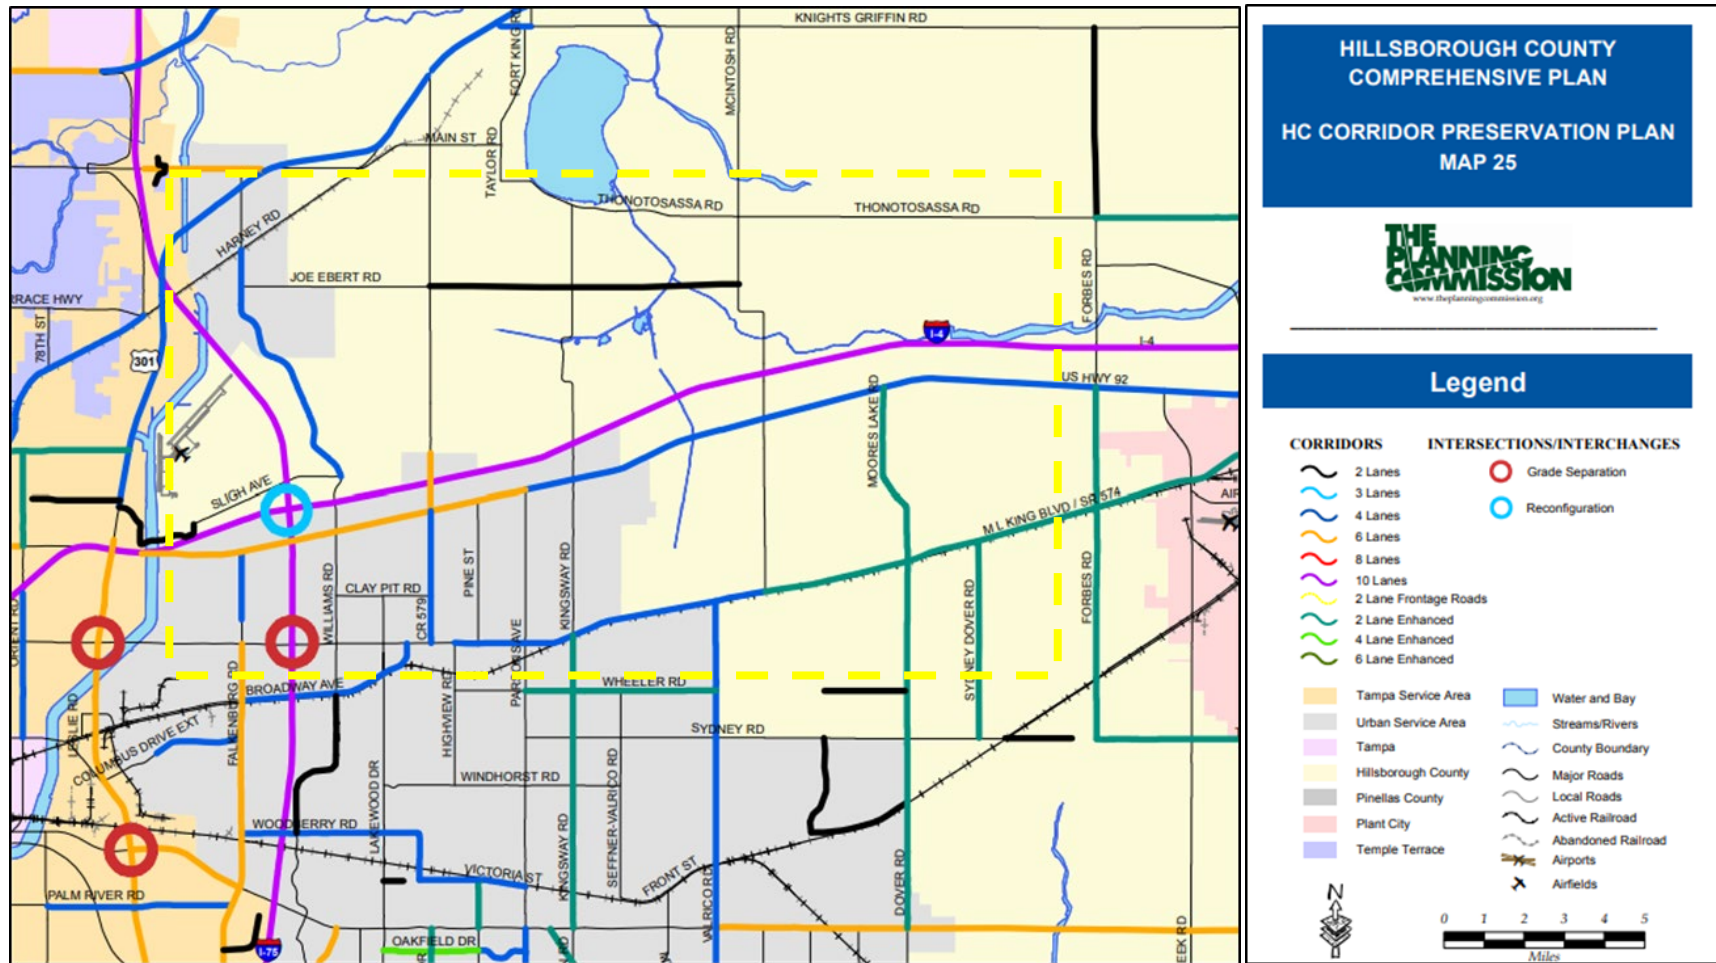 KNIGHTS GRIFFIN RD
FORT KING R
MCINTOSH RD
MAIN ST
TAYLOR RD
THONOTOSASSA RD
THONOTOSASSA RD
HARNEY RD
JOE EBERT RD
FORBES RD
RRACE HWY
78TH ST
301
I-4
I-4
US HWY 92
MOORES LAKE RD
SLIGH AVE
M L KING BLVD / SR 574
AIR
WILLIAMS RD
CLAY PIT RD
CR 579
PINE ST
KINGSWAY RD
SYDNEY DOVER RD
FORBES RD
ORIENT RD
PARSONS AVE
WHEELER RD
BROADWAY AVE
FALKENBURG RD
LESLIE RD
COLUMBUS DRIVE EXT
HIGHVIEW RD
SYDNEY RD
WINDHORST RD
LAKEWOOD DR
SEFFNER-VALRICO RD
KINGSWAY RD
WOODBERRY RD
VICTORIA ST
FRONT ST
VALRICO RD
DOVER RD
PALM RIVER RD
OAKFIELD DR
I-75
EEK RD
HILLSBOROUGH COUNTY
COMPREHENSIVE PLAN
HC CORRIDOR PRESERVATION PLAN
MAP 25
THE
PLANNING
COMMISSION
www.theplanningcommission.org
Legend
CORRIDORS
2 Lanes
3 Lanes
4 Lanes
6 Lanes
8 Lanes
10 Lanes
2 Lane Frontage Roads
2 Lane Enhanced
4 Lane Enhanced
6 Lane Enhanced
INTERSECTIONS/INTERCHANGES
Grade Separation
Reconfiguration
Tampa Service Area
Urban Service Area
Tampa
Hillsborough County
Pinellas County
Plant City
Temple Terrace
Water and Bay
Streams/Rivers
County Boundary
Major Roads
Local Roads
Active Railroad
Abandoned Railroad
Airports
Airfields
N
0 1 2 3 4 5
Miles